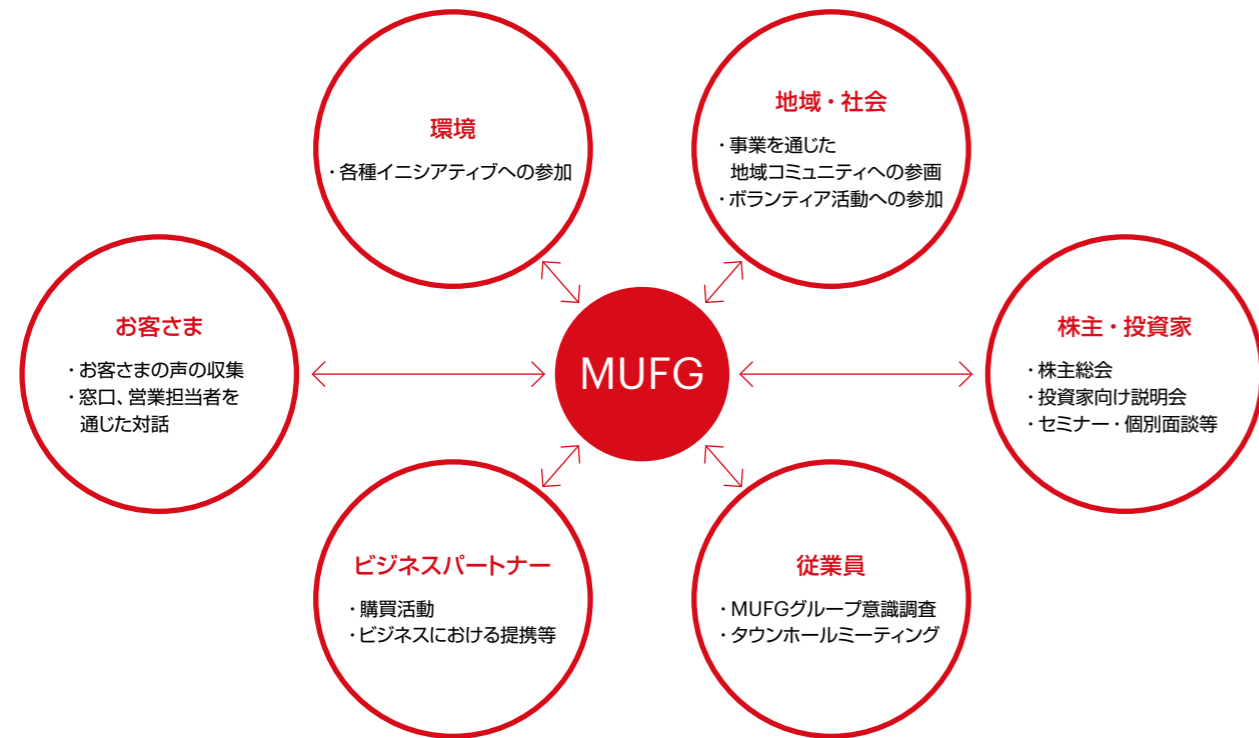 環境
・各種イニシアティブへの参加
地域・社会
・事業を通じた
地域コミュニティへの参画
・ボランティア活動への参加
お客さま
・お客さまの声の収集
・窓口、営業担当者を
通じた対話
MUFG
株主・投資家
・株主総会
・投資家向け説明会
・セミナー・個別面談等
ビジネスパートナー
・購買活動
・ビジネスにおける提携等
従業員
・MUFGグループ意識調査
・タウンホールミーティング